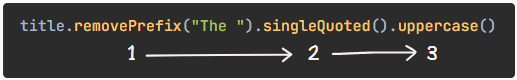 title.removePrefix("The ").singleQuoted().uppercase()
1 2 3